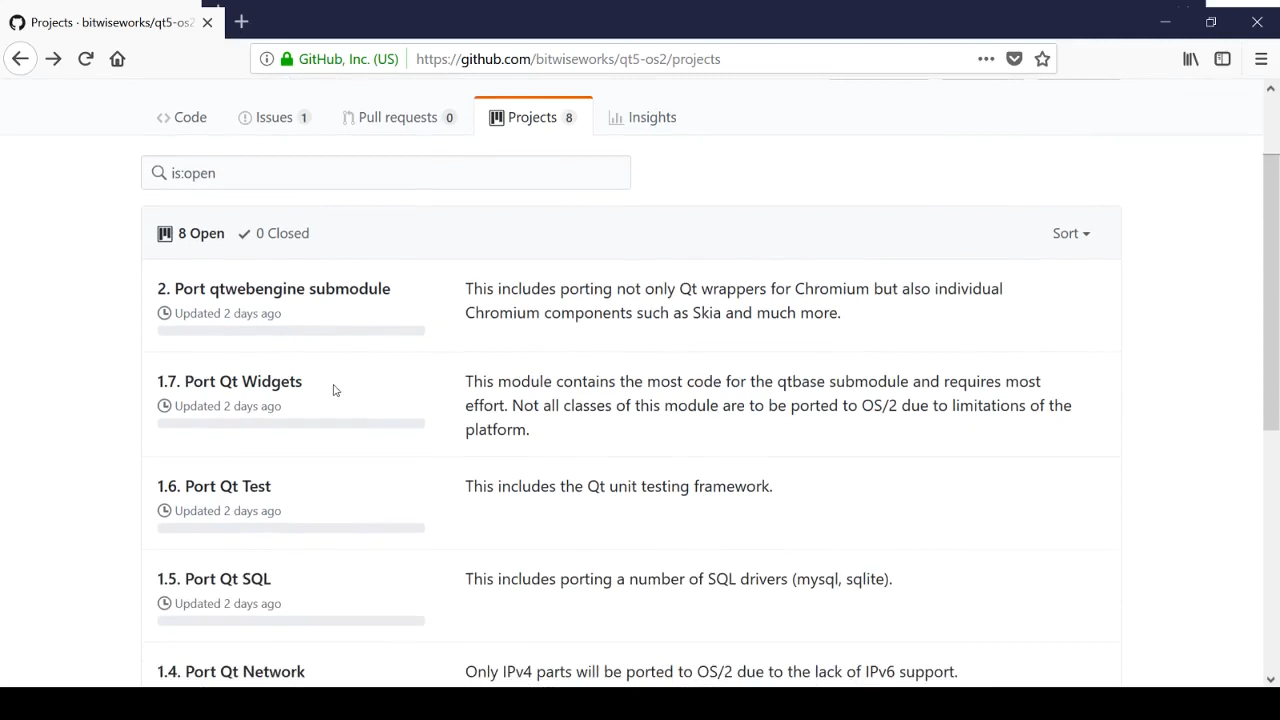 Projects · bitwiseworks/qt5-os2
GitHub, Inc. (US) https://github.com/bitwiseworks/qt5-os2/projects
Code Issues 1 Pull requests 0 Projects 8 Insights
is:open
8 Open 0 Closed Sort
2. Port qtwebengine submodule
Updated 2 days ago
This includes porting not only Qt wrappers for Chromium but also individual
Chromium components such as Skia and much more.
1.7. Port Qt Widgets
Updated 2 days ago
This module contains the most code for the qtbase submodule and requires most
effort. Not all classes of this module are to be ported to OS/2 due to limitations of the
platform.
1.6. Port Qt Test
Updated 2 days ago
This includes the Qt unit testing framework.
1.5. Port Qt SQL
Updated 2 days ago
This includes porting a number of SQL drivers (mysql, sqlite).
1.4. Port Qt Network
Only IPv4 parts will be ported to OS/2 due to the lack of IPv6 support.